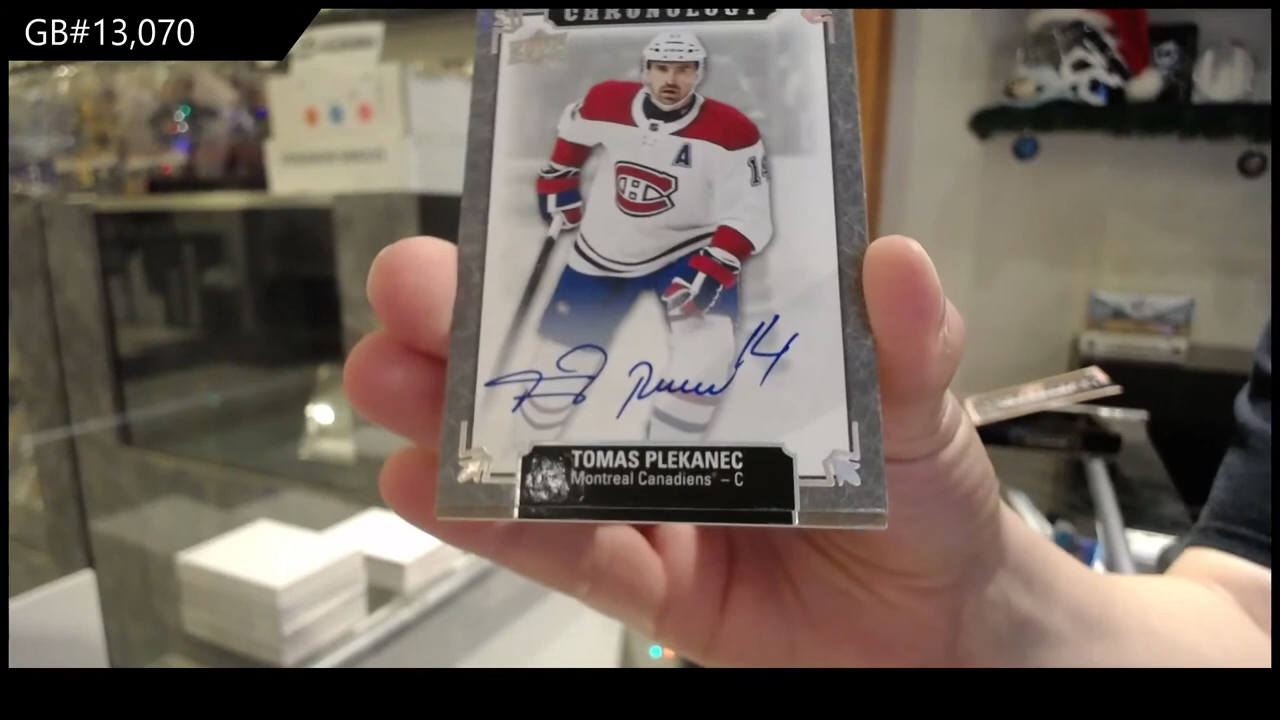 GB#13,070
CHRONOLOGY
A
14
TOMAS PLEKANEC
Montreal Canadiens® – C